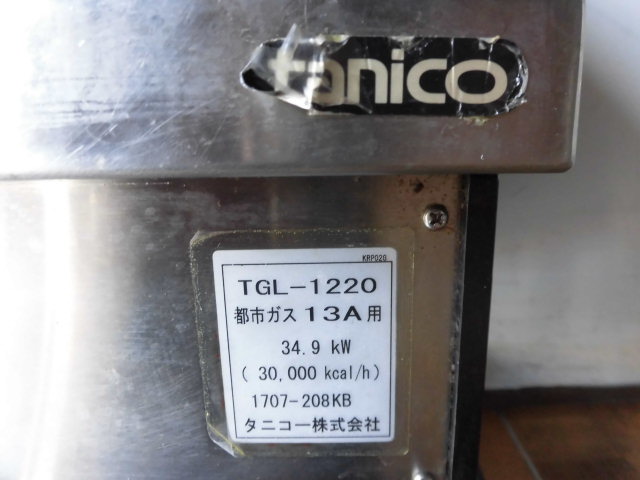 tanico
KRP02G
TGL-1220
都市ガス 13A用
34.9 kW
( 30,000 kcal/h)
1707-208KB
タニコー株式会社